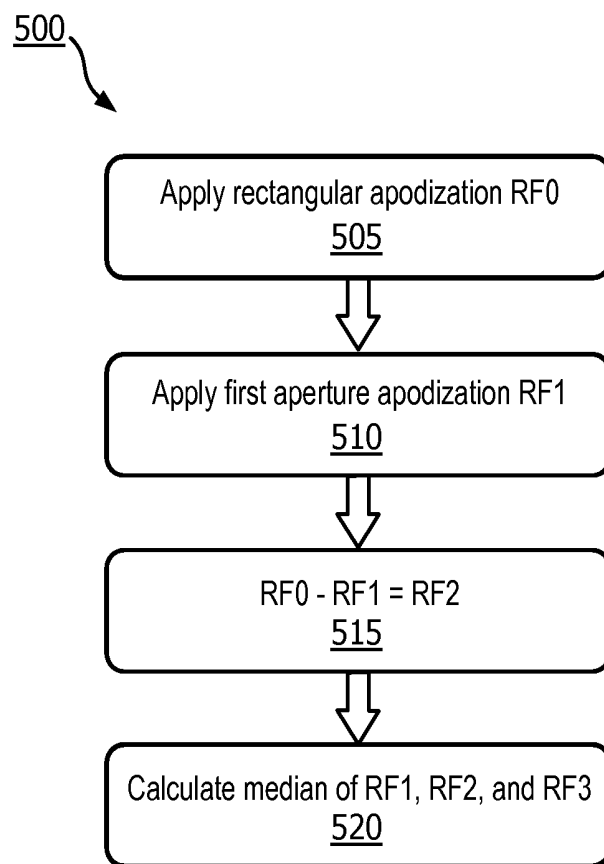 500
Apply rectangular apodization RF0
505
Apply first aperture apodization RF1
510
RF0 - RF1 = RF2
515
Calculate median of RF1, RF2, and RF3
520